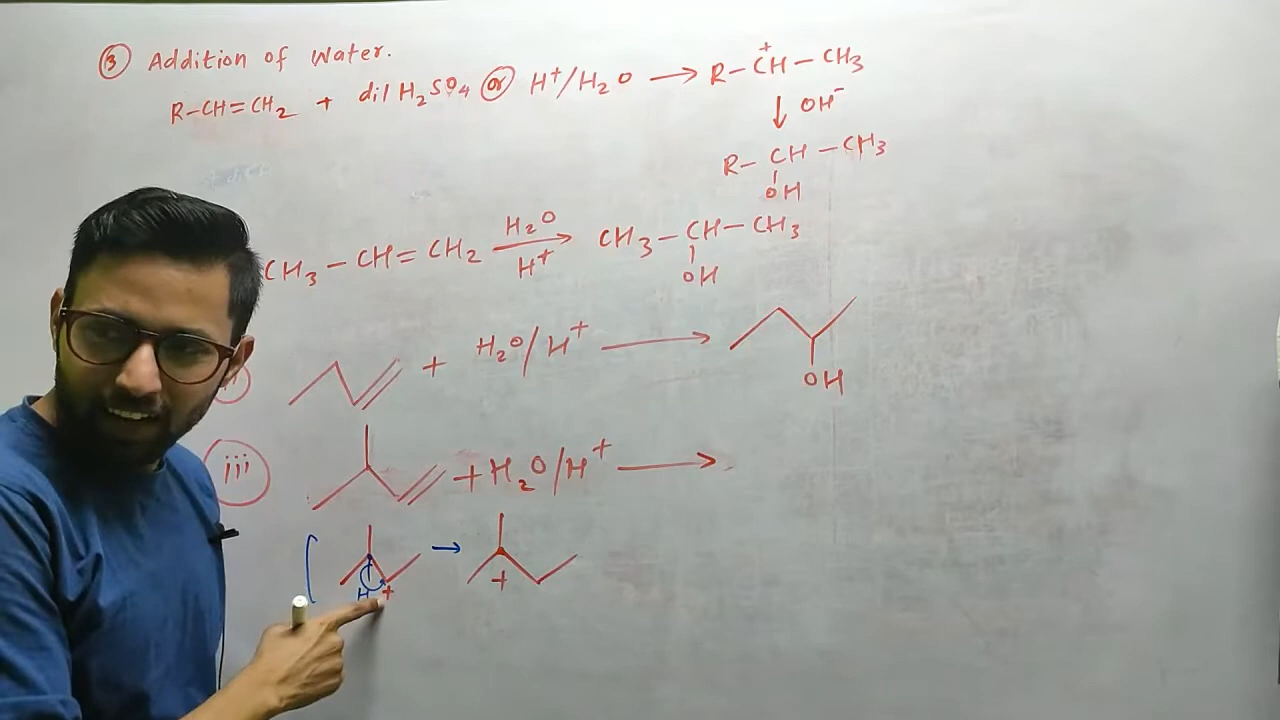 ③ Addition of Water.
R-CH=CH₂ + dil H₂SO₄ or H⁺/H₂O → R-C⁺H-CH₃
↓ OH⁻
R-CH-CH₃
OH
CH₃-CH=CH₂ H₂O/H⁺ → CH₃-CH-CH₃
OH
+ H₂O/H⁺ →
OH
iii + H₂O/H⁺ →
H + → +